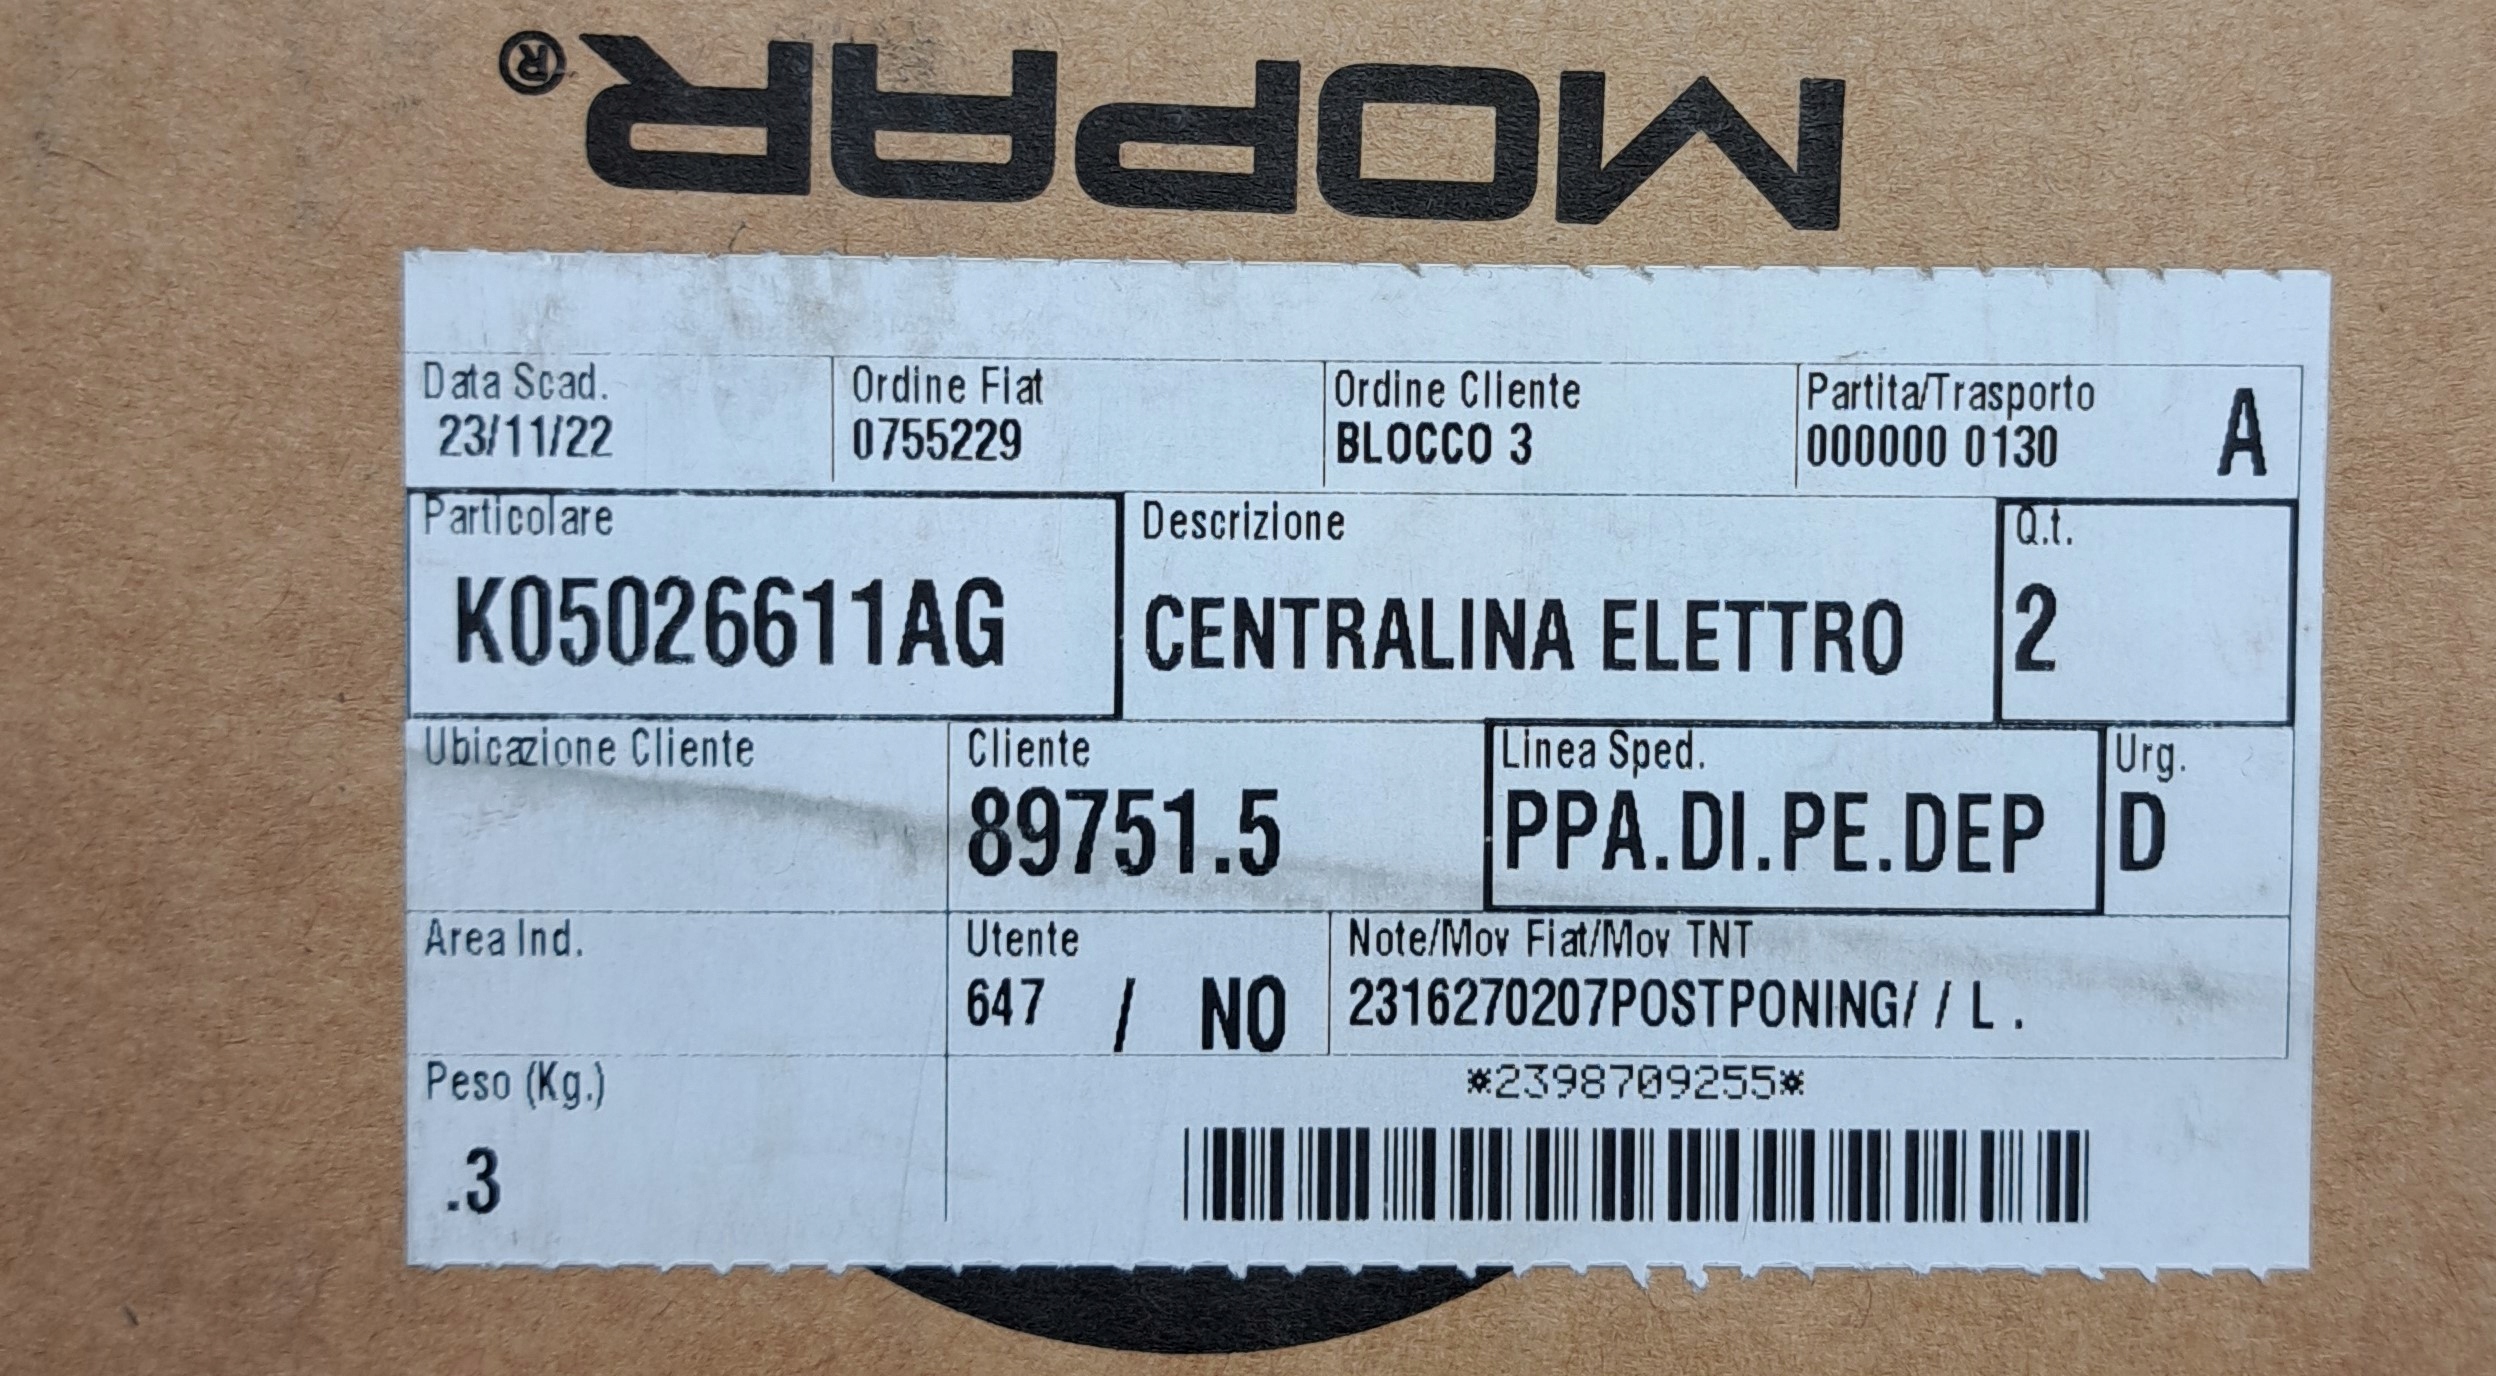 MOPAR®
Data Scad. Ordine Fiat Ordine Cliente Partita/Trasporto
23/11/22 0755229 BLOCCO 3 000000 0130 A
Particolare Descrizione Q.t.
K05026611AG CENTRALINA ELETTRO 2
Ubicazione Cliente Cliente Linea Sped. Urg.
89751.5 PPA.DI.PE.DEP D
Area Ind. Utente Note/Mov Fiat/Mov TNT
647 / NO 2316270207POSTPONING/ / L .
Peso (Kg.) *2398709255*
.3